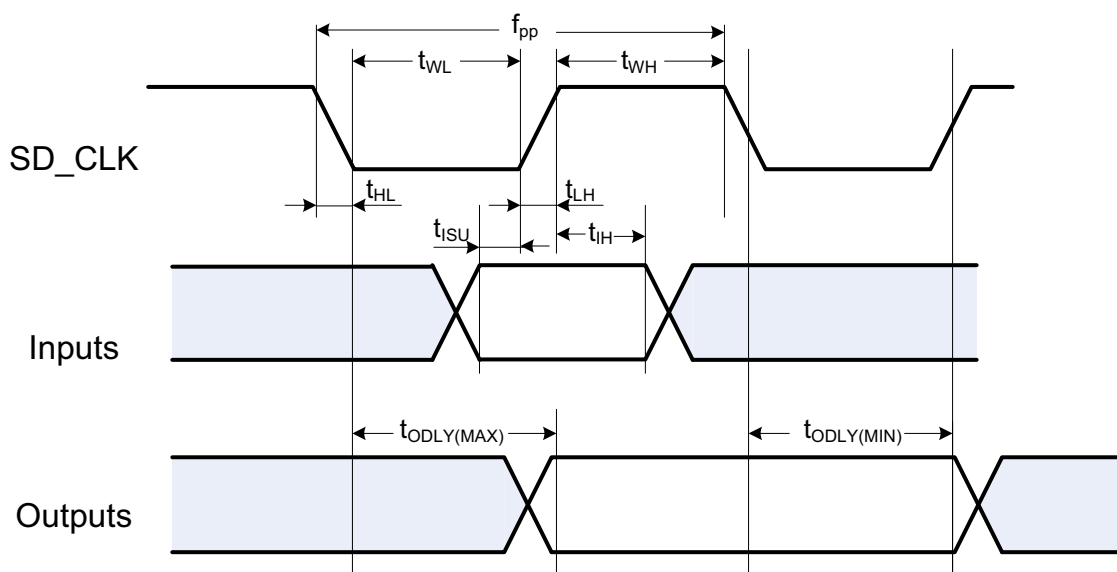 fpp
tWL
tWH
SD_CLK
tHL
tLH
tISU
tIH
Inputs
tODLY(MAX)
tODLY(MIN)
Outputs